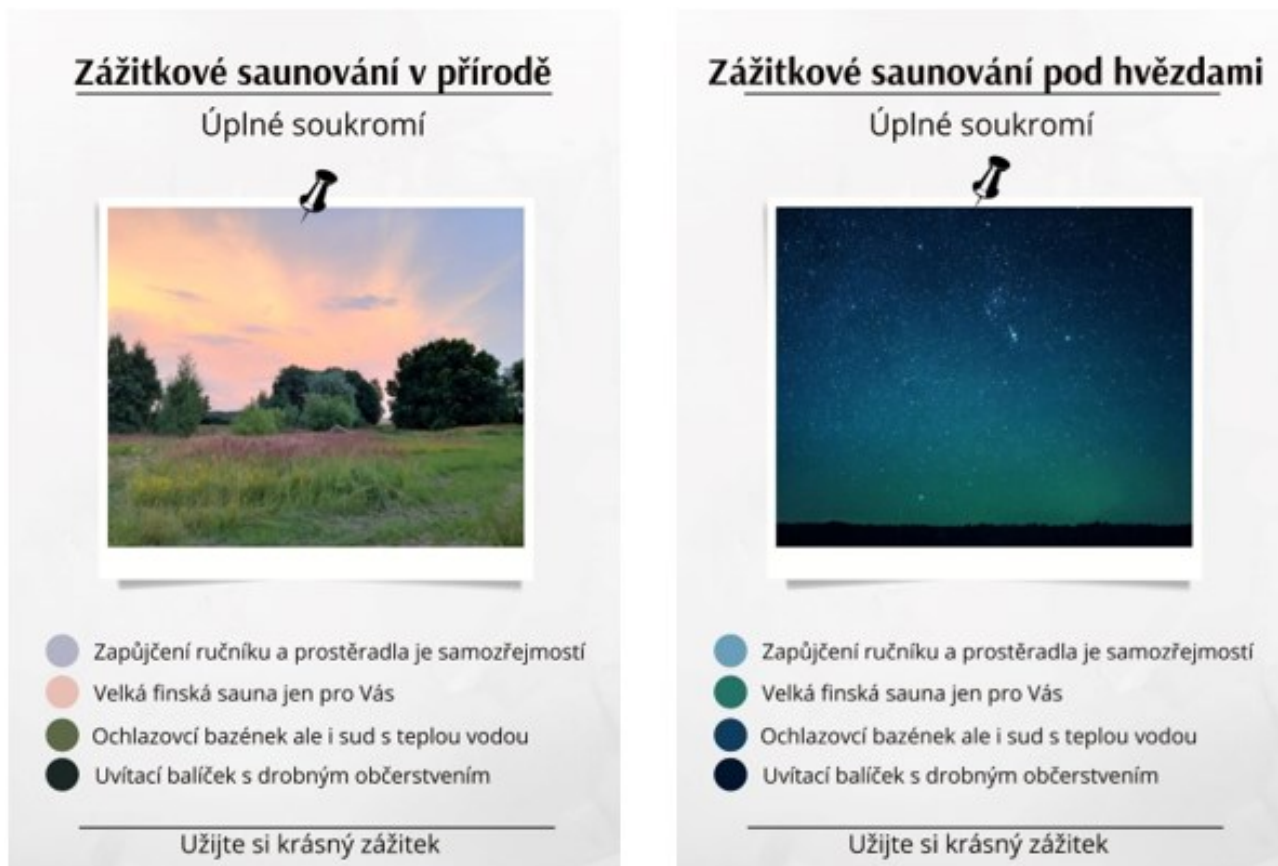 Zážitkové saunování v přírodě
Úplné soukromí
Zapůjčení ručníku a prostěradla je samozřejmostí
Velká finská sauna jen pro Vás
Ochlazovcí bazének ale i sud s teplou vodou
Uvítací balíček s drobným občerstvením
Užijte si krásný zážitek
Zážitkové saunování pod hvězdami
Úplné soukromí
Zapůjčení ručníku a prostěradla je samozřejmostí
Velká finská sauna jen pro Vás
Ochlazovcí bazének ale i sud s teplou vodou
Uvítací balíček s drobným občerstvením
Užijte si krásný zážitek